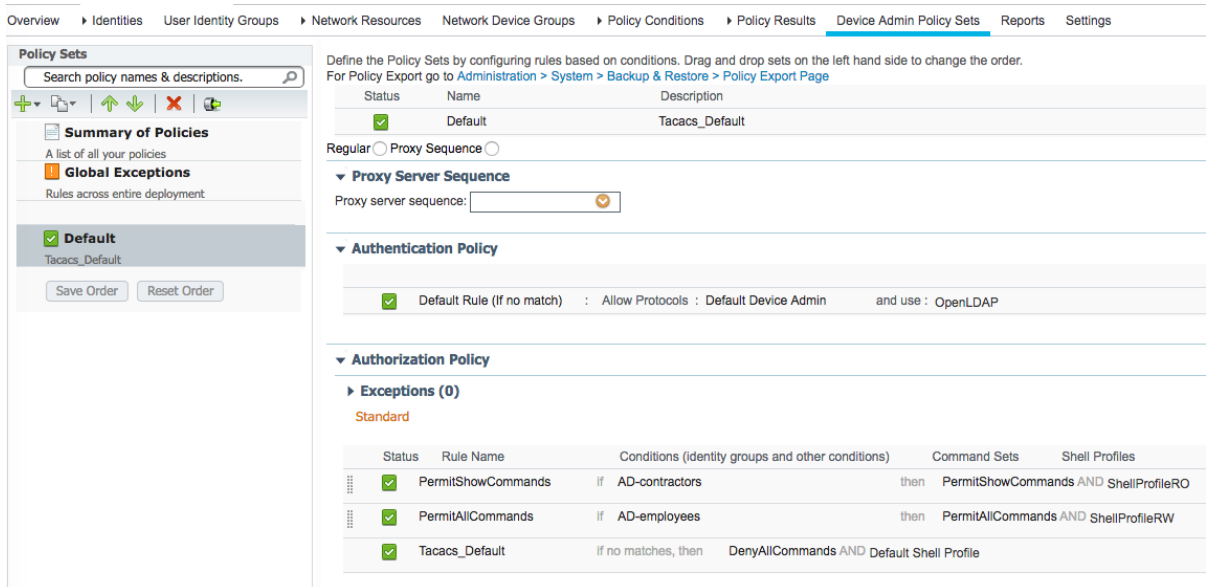 Overview Identities User Identity Groups Network Resources Network Device Groups Policy Conditions Policy Results Device Admin Policy Sets Reports Settings
Policy Sets
Search policy names & descriptions.
Summary of Policies
A list of all your policies
Global Exceptions
Rules across entire deployment
Default
Tacacs_Default
Save Order Reset Order
Define the Policy Sets by configuring rules based on conditions. Drag and drop sets on the left hand side to change the order.
For Policy Export go to Administration > System > Backup & Restore > Policy Export Page
Status Name Description
Default Tacacs_Default
Regular Proxy Sequence
Proxy Server Sequence
Proxy server sequence:
Authentication Policy
Default Rule (If no match) : Allow Protocols : Default Device Admin and use : OpenLDAP
Authorization Policy
Exceptions (0)
Standard
Status Rule Name Conditions (identity groups and other conditions) Command Sets Shell Profiles
PermitShowCommands if AD-contractors then PermitShowCommands AND ShellProfileRO
PermitAllCommands if AD-employees then PermitAllCommands AND ShellProfileRW
Tacacs_Default if no matches, then DenyAllCommands AND Default Shell Profile